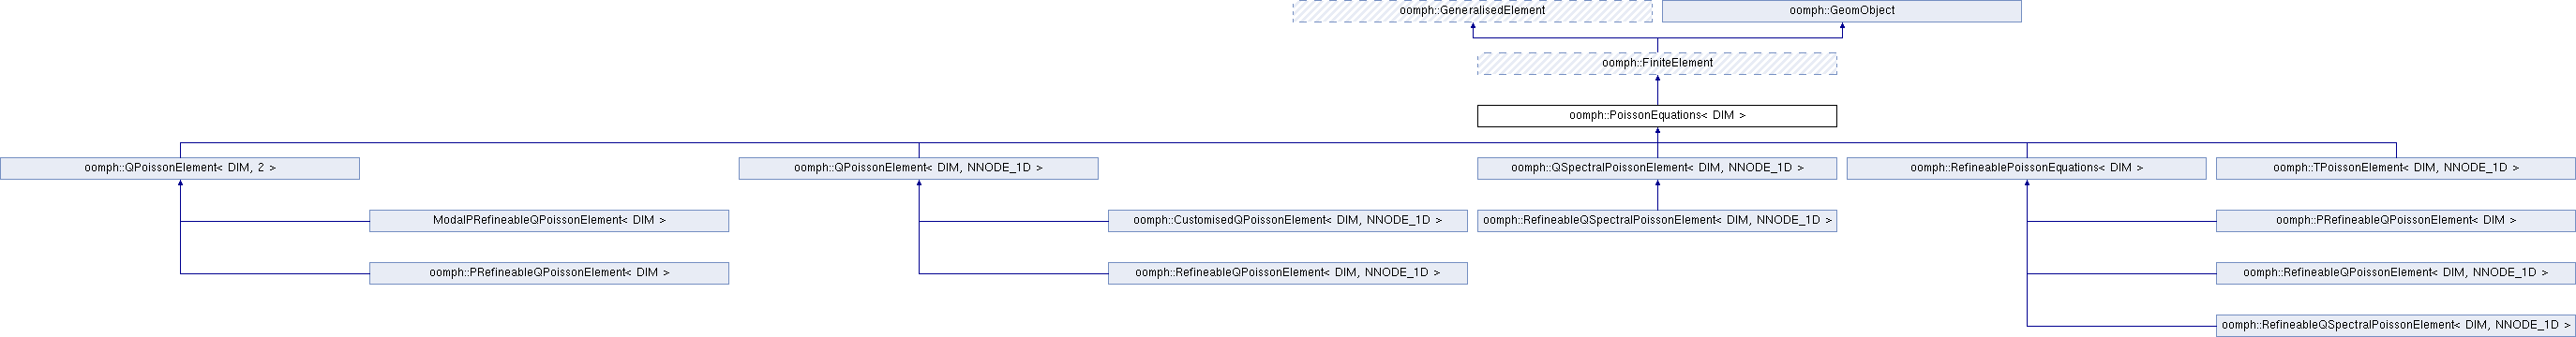 oomph::GeneralisedElement
oomph::GeomObject
oomph::FiniteElement
oomph::PoissonEquations< DIM >
oomph::QPoissonElement< DIM, 2 >
oomph::QPoissonElement< DIM, NNODE_1D >
oomph::QSpectralPoissonElement< DIM, NNODE_1D >
oomph::RefineablePoissonEquations< DIM >
oomph::TPoissonElement< DIM, NNODE_1D >
ModalPRefineableQPoissonElement< DIM >
oomph::CustomisedQPoissonElement< DIM, NNODE_1D >
oomph::RefineableQSpectralPoissonElement< DIM, NNODE_1D >
oomph::PRefineableQPoissonElement< DIM >
oomph::PRefineableQPoissonElement< DIM >
oomph::RefineableQPoissonElement< DIM, NNODE_1D >
oomph::RefineableQPoissonElement< DIM, NNODE_1D >
oomph::RefineableQSpectralPoissonElement< DIM, NNODE_1D >